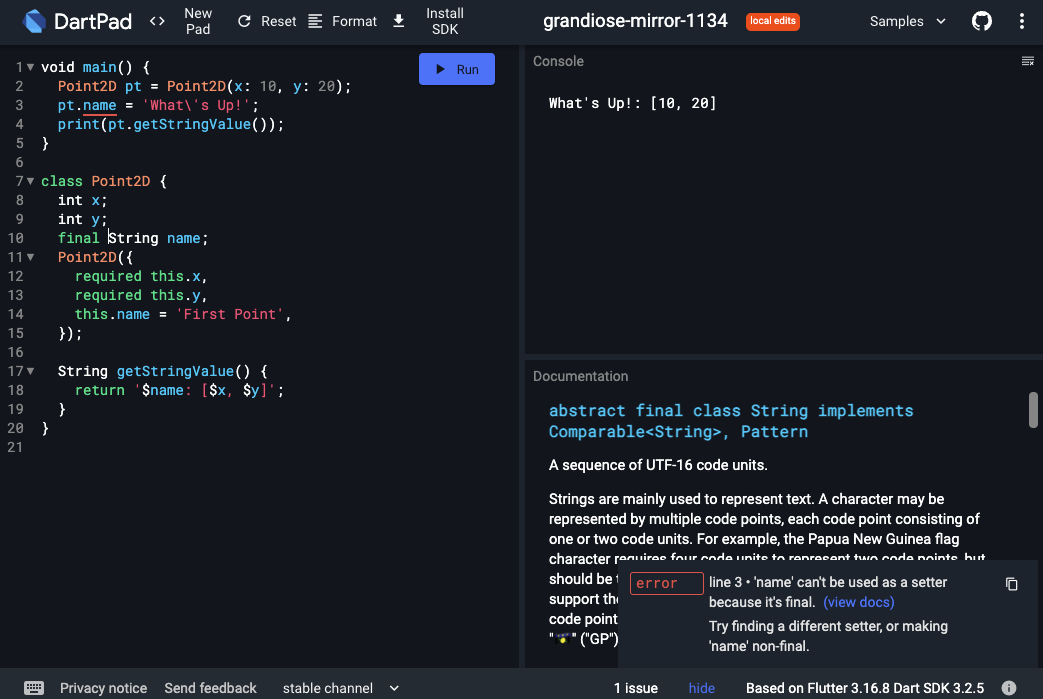 DartPad
<> New Pad
Reset
Format
Install SDK
grandiose-mirror-1134
local edits
Samples
Run
1 void main() {
2   Point2D pt = Point2D(x: 10, y: 20);
3   pt.name = 'What\'s Up!';
4   print(pt.getStringValue());
5 }
6
7 class Point2D {
8   int x;
9   int y;
10   final String name;
11   Point2D({
12     required this.x,
13     required this.y,
14     this.name = 'First Point',
15   });
16
17   String getStringValue() {
18     return '$name: [$x, $y]';
19   }
20 }
21
Console
What's Up!: [10, 20]
Documentation
abstract final class String implements
Comparable<String>, Pattern
A sequence of UTF-16 code units.
Strings are mainly used to represent text. A character may be
represented by multiple code points, each code point consisting of
one or two code units. For example, the Papua New Guinea flag
character requires four code units to represent two code points, but
should be
support the
code point
"🇬🇵" ("GP")
error
line 3 • 'name' can't be used as a setter
because it's final. (view docs)
Try finding a different setter, or making
'name' non-final.
Privacy notice
Send feedback
stable channel
1 issue
hide
Based on Flutter 3.16.8 Dart SDK 3.2.5